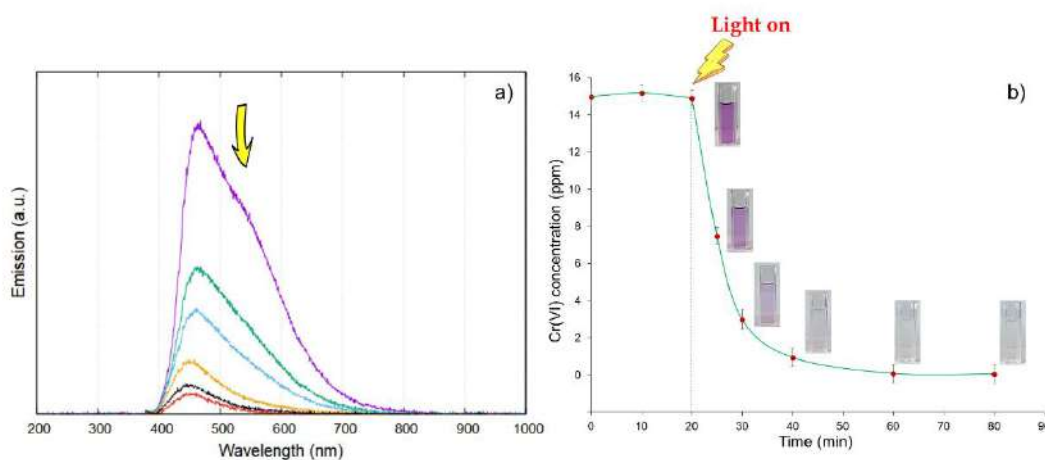 a)
Emission (a.u.)
200 300 400 500 600 700 800 900 1000
Wavelength (nm)
Light on
b)
Cr(VI) concentration (ppm)
16
14
12
10
8
6
4
2
0
0 10 20 30 40 50 60 70 80 90
Time (min)